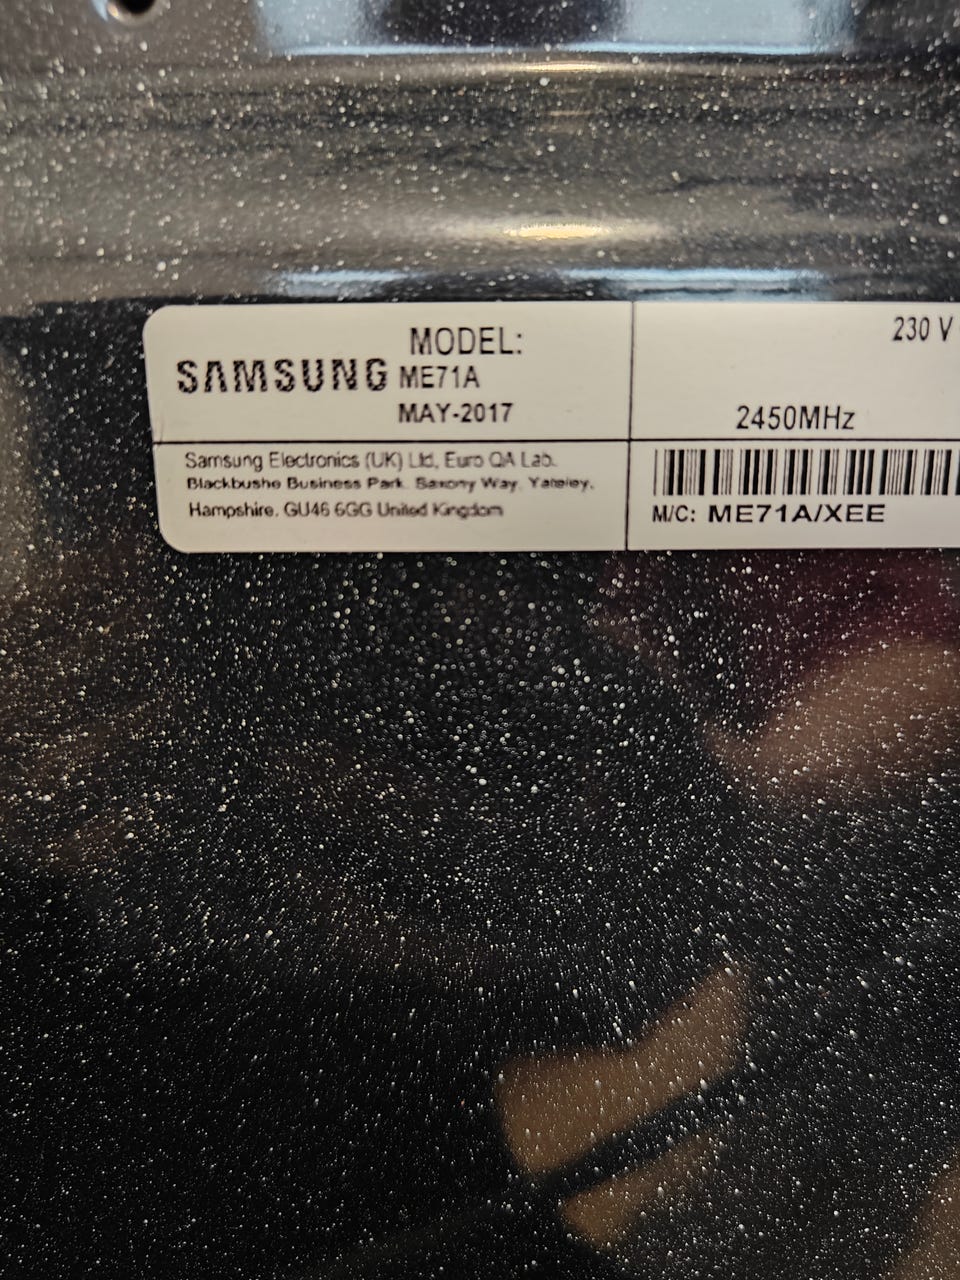 MODEL:
SAMSUNG ME71A
MAY-2017
230 V
2450MHz
Samsung Electronics (UK) Ltd, Euro QA Lab.
Blackbushe Business Park. Saxony Way, Yateley,
Hampshire. GU46 6GG United Kingdom
M/C: ME71A/XEE